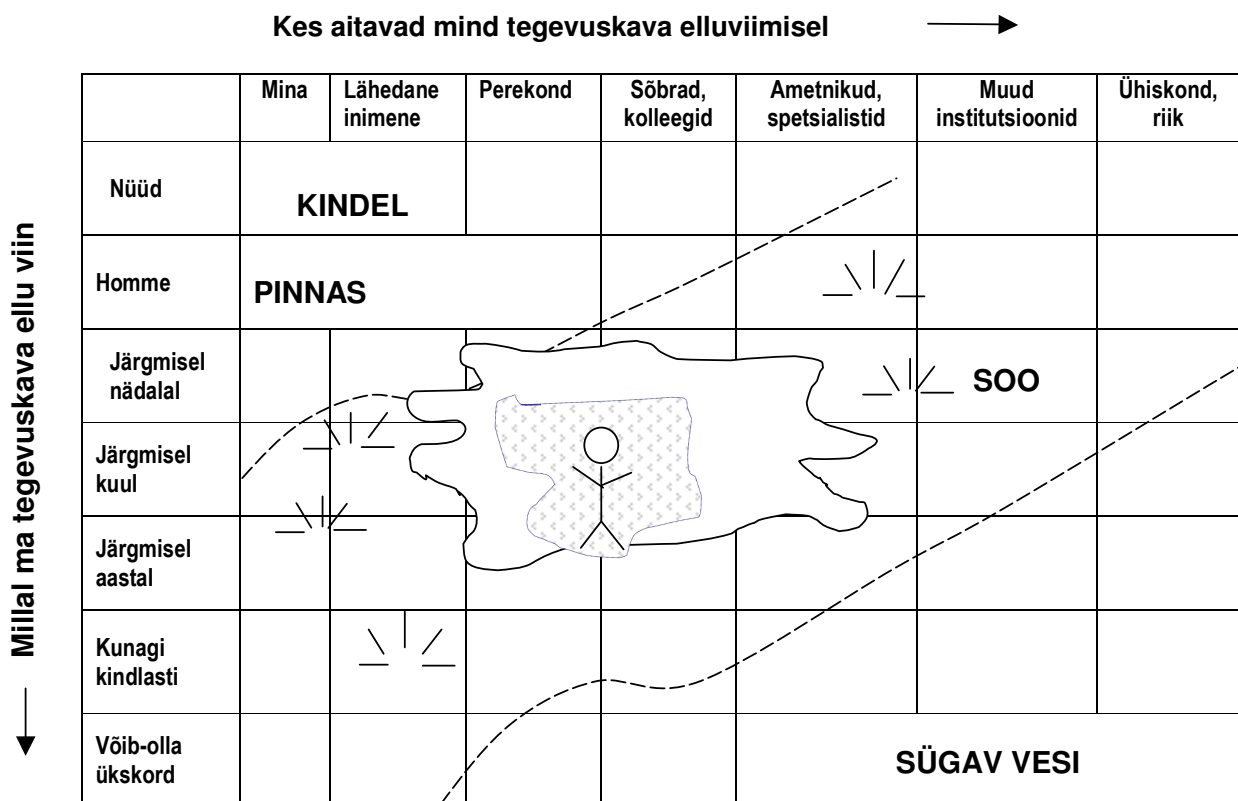 Kes aitavad mind tegevuskava elluviimisel
Mina
Lähedane
inimene
Perekond
Sõbrad,
kolleegid
Ametnikud,
spetsialistid
Muud
institutsioonid
Ühiskond,
riik
Millal ma tegevuskava ellu viin
Nüüd
KINDEL
Homme
PINNAS
Järgmisel
nädalal
SOO
Järgmisel
kuul
Järgmisel
aastal
Kunagi
kindlasti
Võib-olla
ükskord
SÜGAV VESI